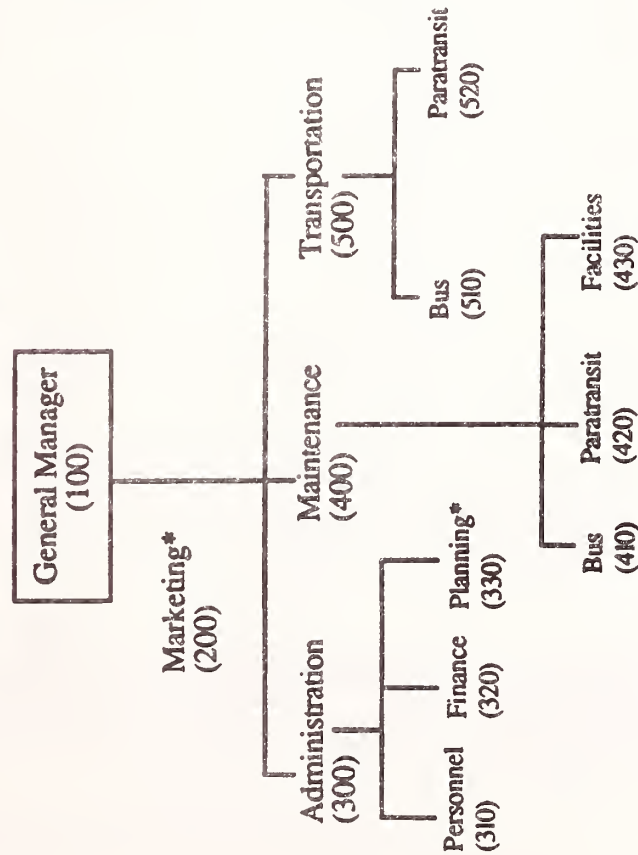 General Manager
(100)
Marketing*
(200)
Administration
(300)
Maintenance
(400)
Transportation
(500)
Personnel
(310)
Finance
(320)
Planning*
(330)
Bus
(510)
Paratransit
(520)
Bus
(410)
Paratransit
(420)
Facilities
(430)